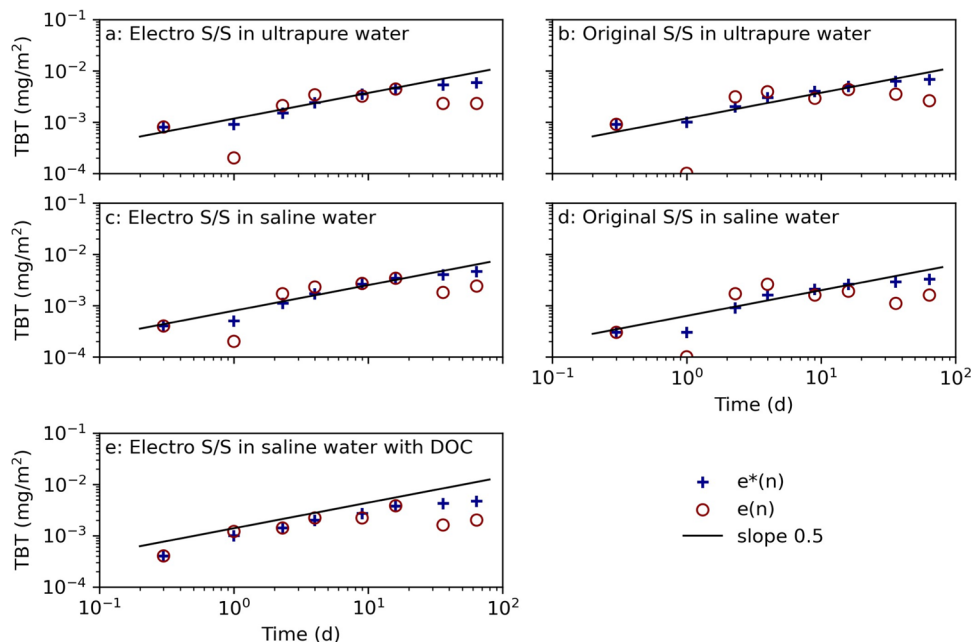 a: Electro S/S in ultrapure water
TBT (mg/m²)
10⁻¹
10⁻²
10⁻³
10⁻⁴
b: Original S/S in ultrapure water
c: Electro S/S in saline water
TBT (mg/m²)
10⁻¹
10⁻²
10⁻³
10⁻⁴
d: Original S/S in saline water
10⁻¹
10⁰
10¹
10²
Time (d)
e: Electro S/S in saline water with DOC
TBT (mg/m²)
10⁻¹
10⁻²
10⁻³
10⁻⁴
10⁻¹
10⁰
10¹
10²
Time (d)
e*(n)
e(n)
slope 0.5